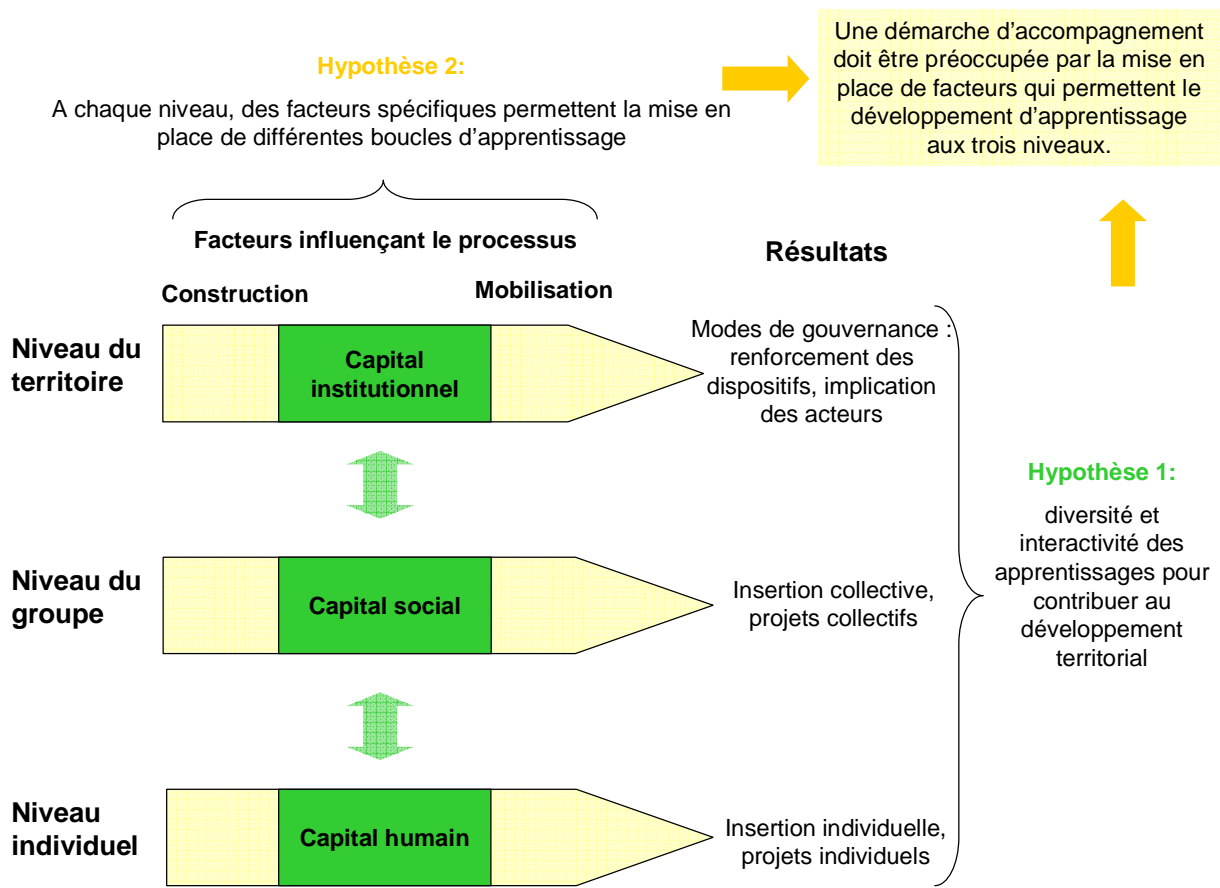 Hypothèse 2:
A chaque niveau, des facteurs spécifiques permettent la mise en
place de différentes boucles d'apprentissage
Une démarche d'accompagnement
doit être préoccupée par la mise en
place de facteurs qui permettent le
développement d'apprentissage
aux trois niveaux.
Facteurs influençant le processus
Résultats
Construction
Mobilisation
Niveau du
territoire
Capital
institutionnel
Modes de gouvernance :
renforcement des
dispositifs, implication
des acteurs
Niveau du
groupe
Capital social
Insertion collective,
projets collectifs
Hypothèse 1:
diversité et
interactivité des
apprentissages pour
contribuer au
développement
territorial
Niveau
individuel
Capital humain
Insertion individuelle,
projets individuels